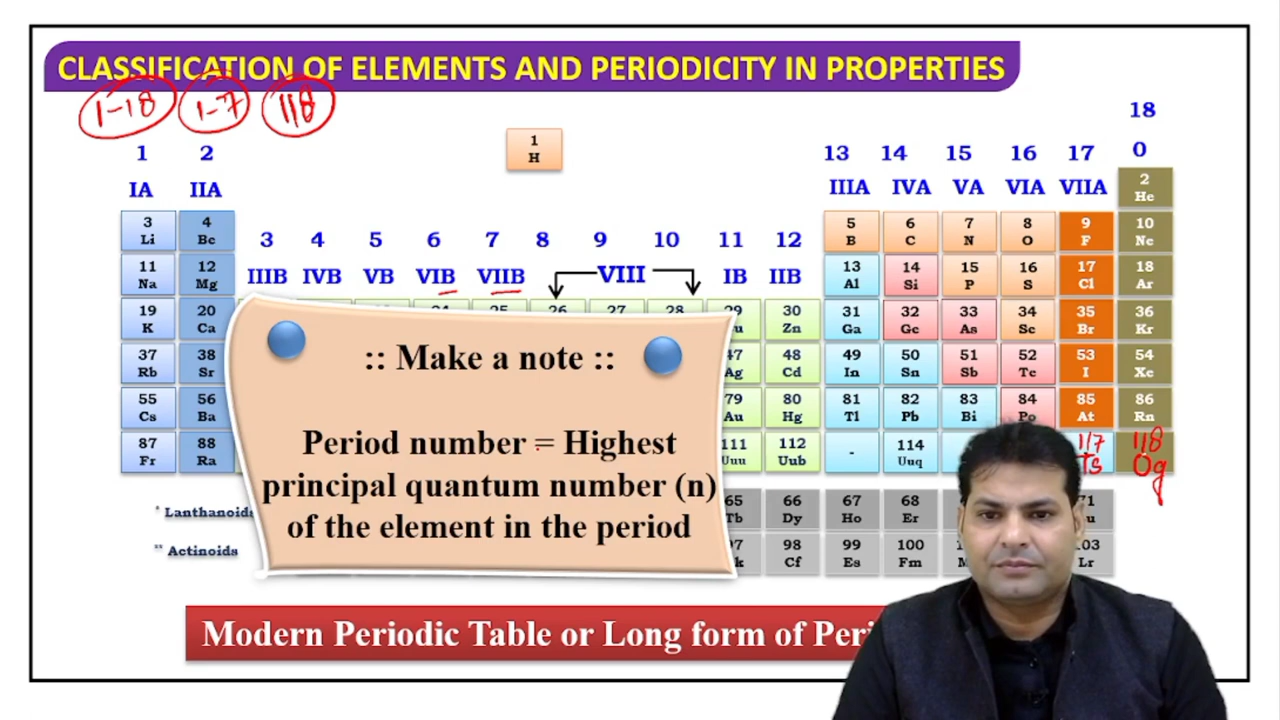 CLASSIFICATION OF ELEMENTS AND PERIODICITY IN PROPERTIES
1-18 1-7 118
18
1 2 1 H 13 14 15 16 17 0
IA IIA IIIA IVA VA VIA VIIA 2 He
3 4 5 6 7 8 9 10
Li Be B C N O F Ne
3 4 5 6 7 8 9 10 11 12
11 12 13 14 15 16 17 18
Na Mg Al Si P S Cl Ar
IIIB IVB VB VIB VIIB VIII IB IIB
19 20 26 27 28 29 30 31 32 33 34 35 36
K Ca Zn Ga Ge As Se Br Kr
:: Make a note ::
37 38 47 48 49 50 51 52 53 54
Rb Sr Ag Cd In Sn Sb Te I Xe
55 56 79 80 81 82 83 84 85 86
Cs Ba Au Hg Tl Pb Bi Po At Rn
Period number = Highest
87 88 111 112 - 114 117 118
Fr Ra Uuu Uub Uuq Ts Og
principal quantum number (n)
* Lanthanoids 65 66 67 68 71
Tb Dy Ho Er
of the element in the period
** Actinoids 98 99 100 103
Cf Es Fm Lr
Modern Periodic Table or Long form of